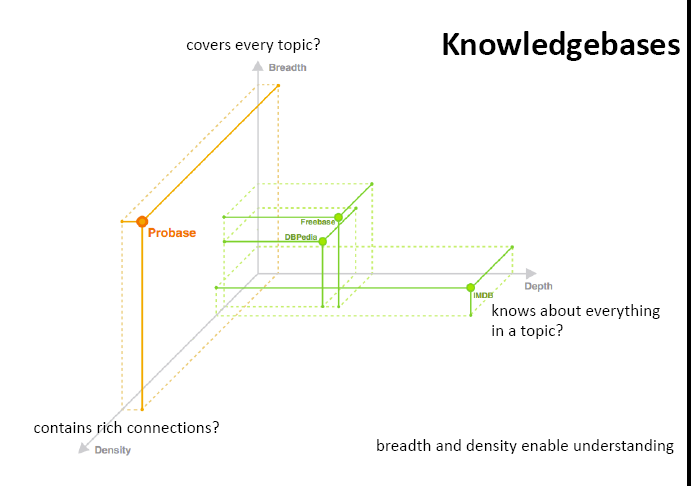 Knowledgebases
covers every topic?
Breadth
Freebase
Probase
DBPedia
Depth
IMDB
knows about everything
in a topic?
contains rich connections?
Density
breadth and density enable understanding